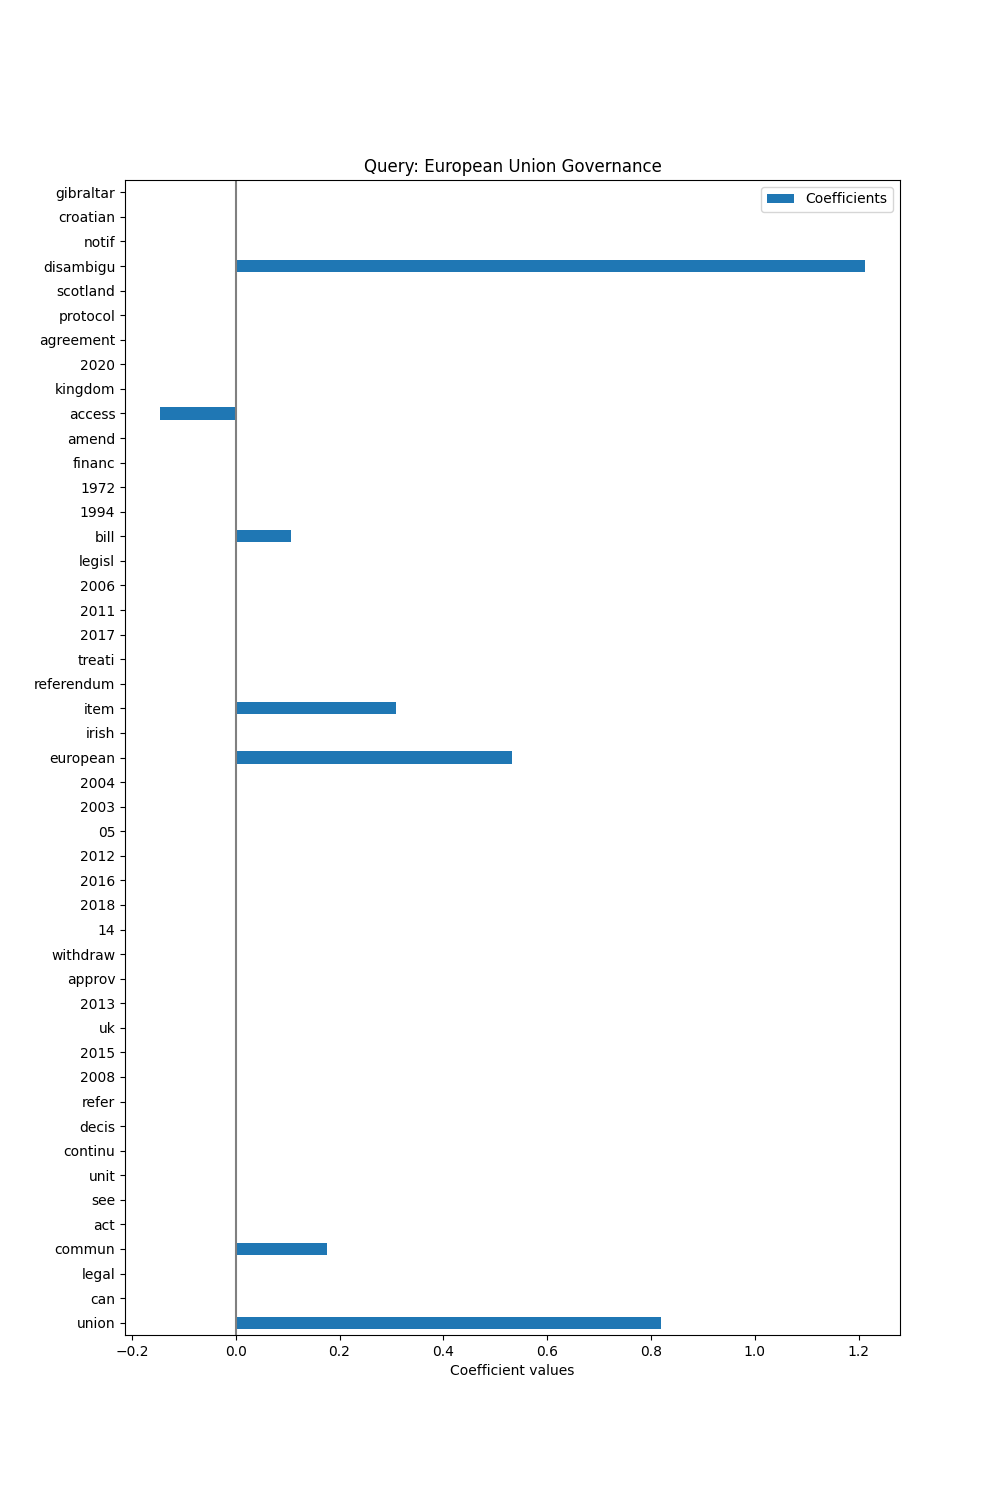 Query: European Union Governance
Coefficients
gibraltar
croatian
notif
disambigu
scotland
protocol
agreement
2020
kingdom
access
amend
financ
1972
1994
bill
legisl
2006
2011
2017
treati
referendum
item
irish
european
2004
2003
05
2012
2016
2018
14
withdraw
approv
2013
uk
2015
2008
refer
decis
continu
unit
see
act
commun
legal
can
union
−0.2 0.0 0.2 0.4 0.6 0.8 1.0 1.2
Coefficient values